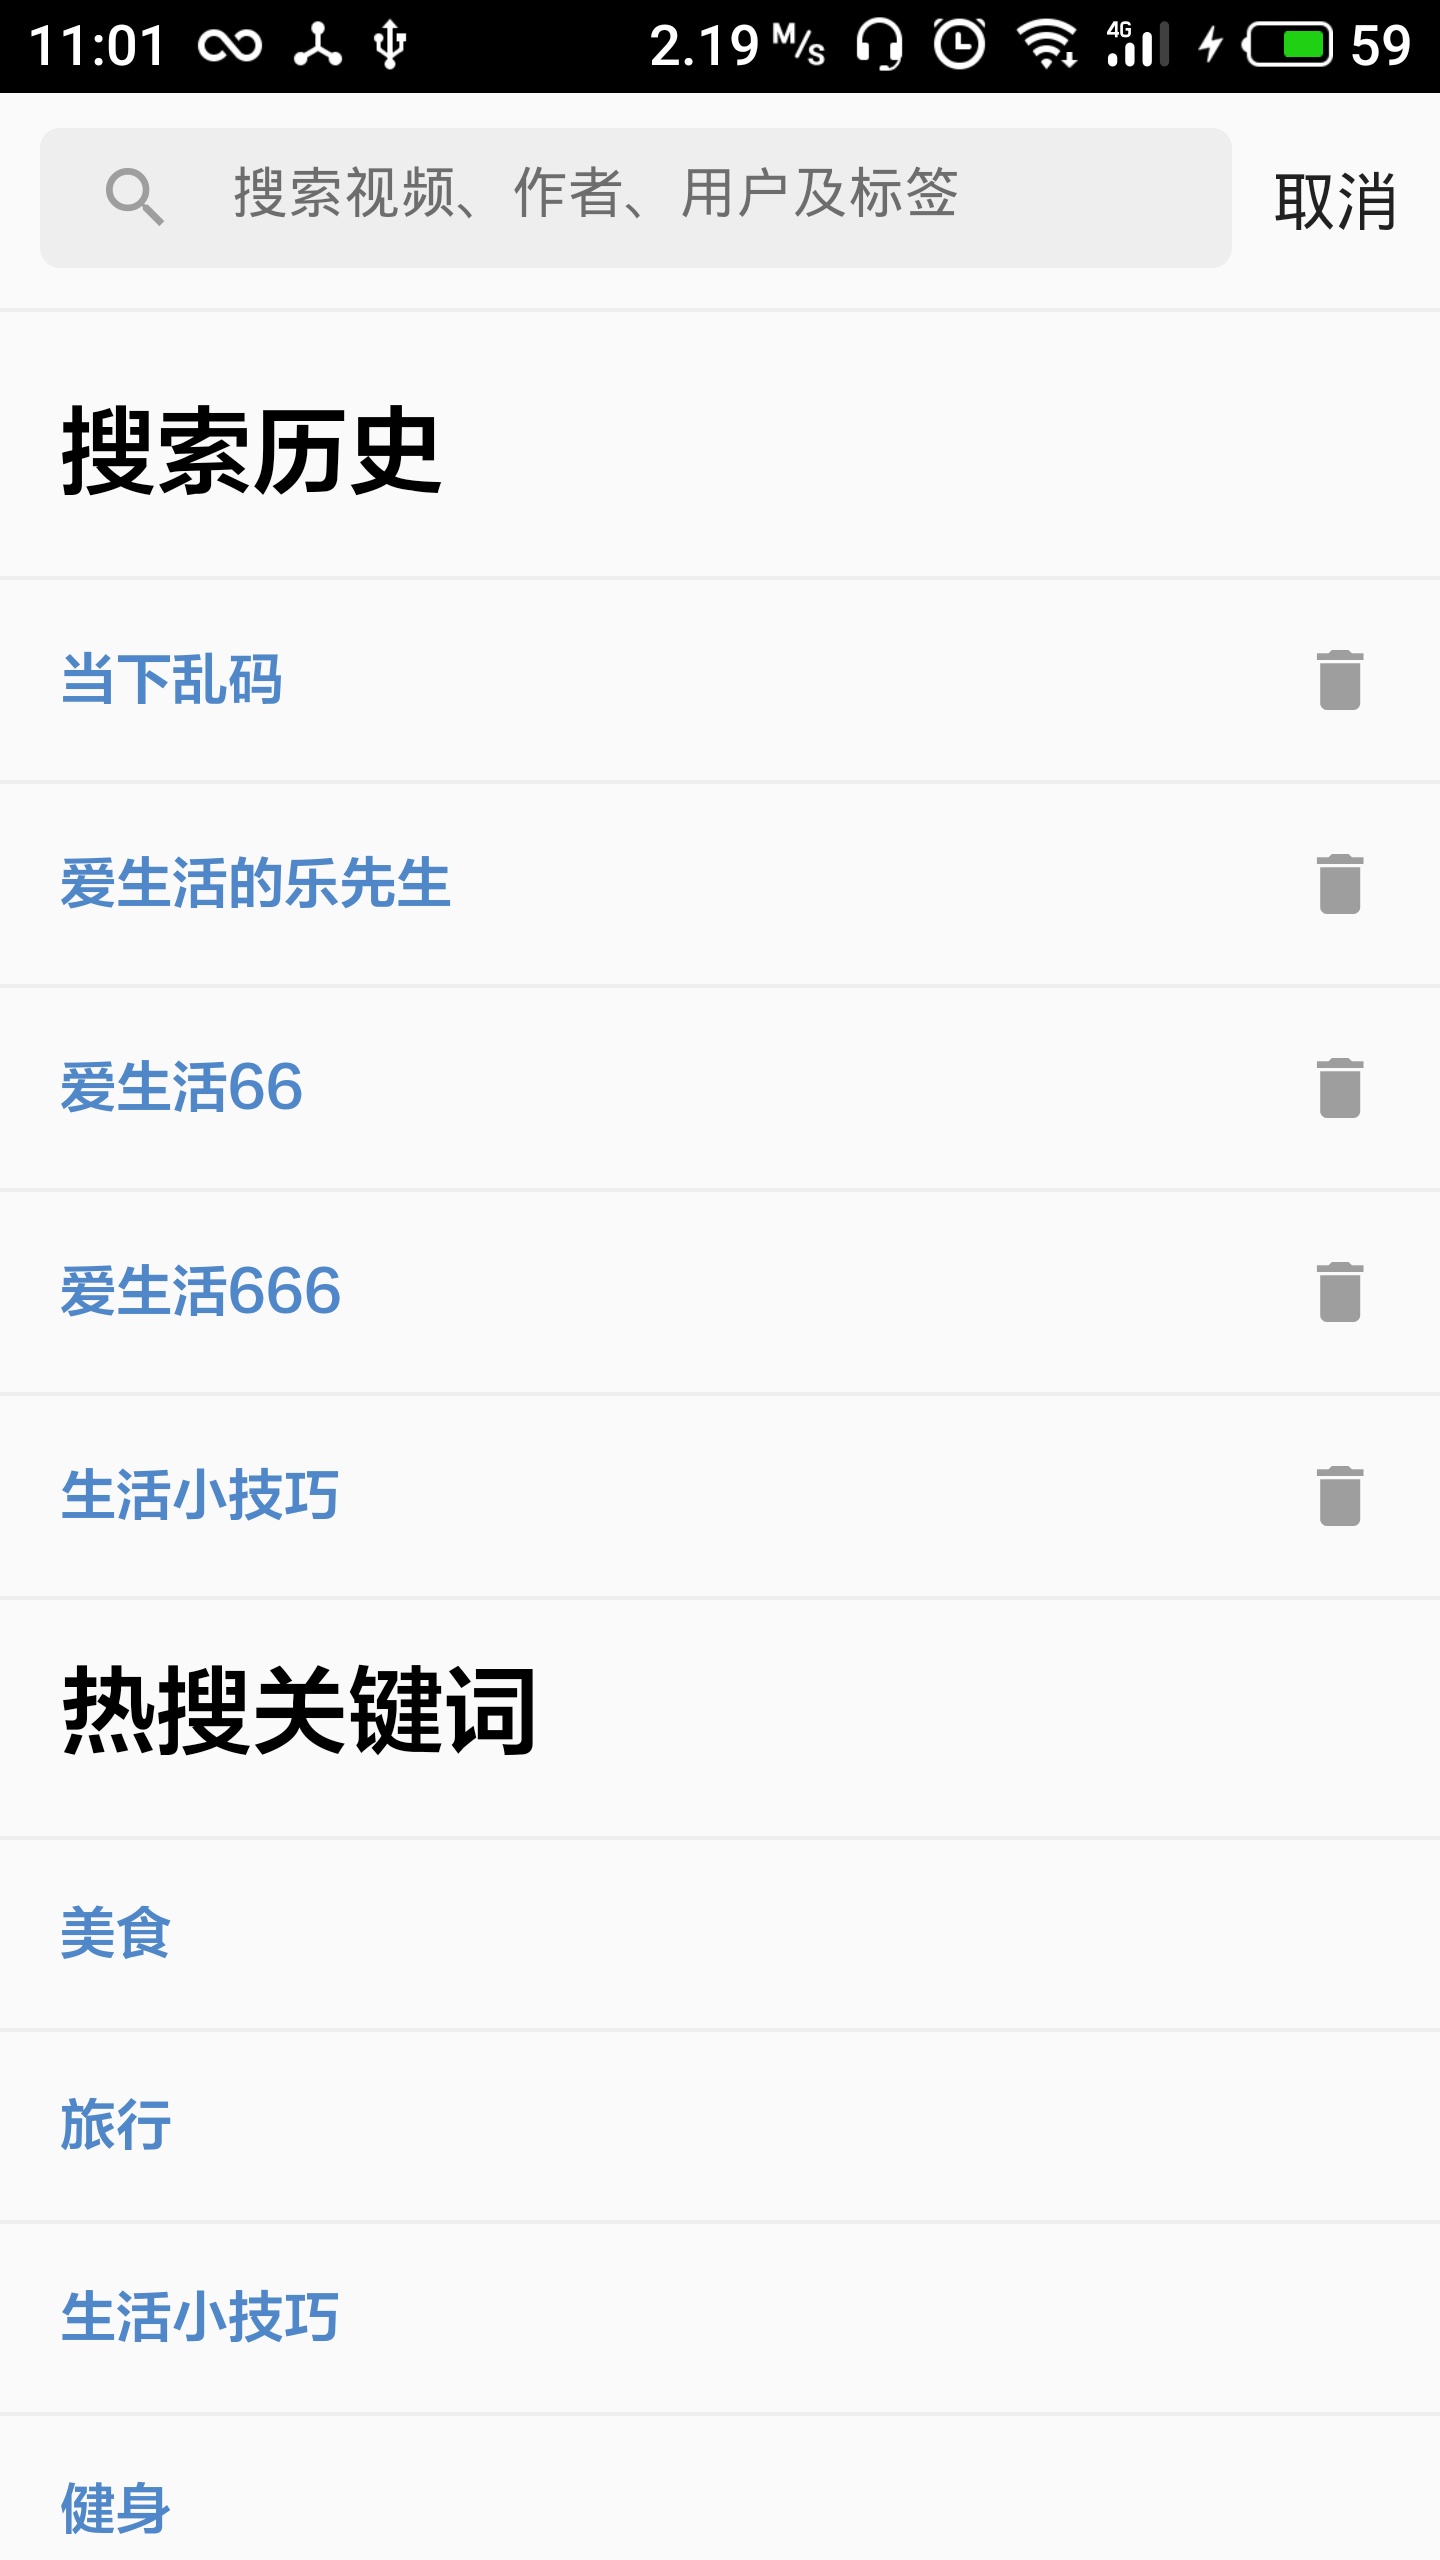 11:01 2.19 M/S 4G 59
搜索视频、作者、用户及标签 取消
搜索历史
当下乱码
爱生活的乐先生
爱生活66
爱生活666
生活小技巧
热搜关键词
美食
旅行
生活小技巧
健身